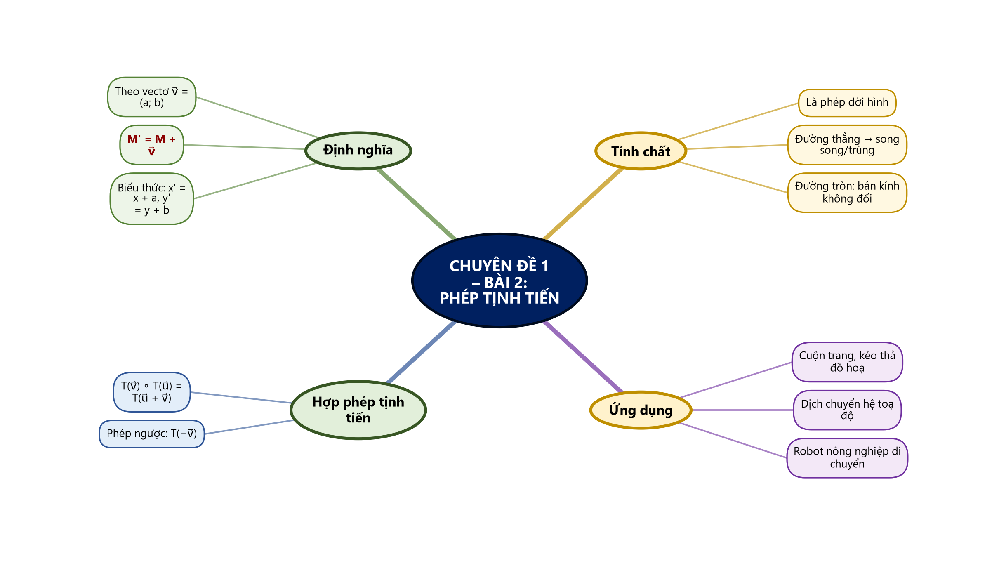 Theo vectơ v⃗ =
(a; b)
M' = M +
v⃗
Biểu thức: x' =
x + a, y'
= y + b
Định nghĩa
Tính chất
Là phép dời hình
Đường thẳng → song
song/trùng
Đường tròn: bán kính
không đổi
CHUYÊN ĐỀ 1
– BÀI 2:
PHÉP TỊNH TIẾN
T(v⃗) ∘ T(u⃗) =
T(u⃗ + v⃗)
Phép ngược: T(−v⃗)
Hợp phép tịnh
tiến
Ứng dụng
Cuộn trang, kéo thả
đồ hoạ
Dịch chuyển hệ toạ
độ
Robot nông nghiệp di
chuyển